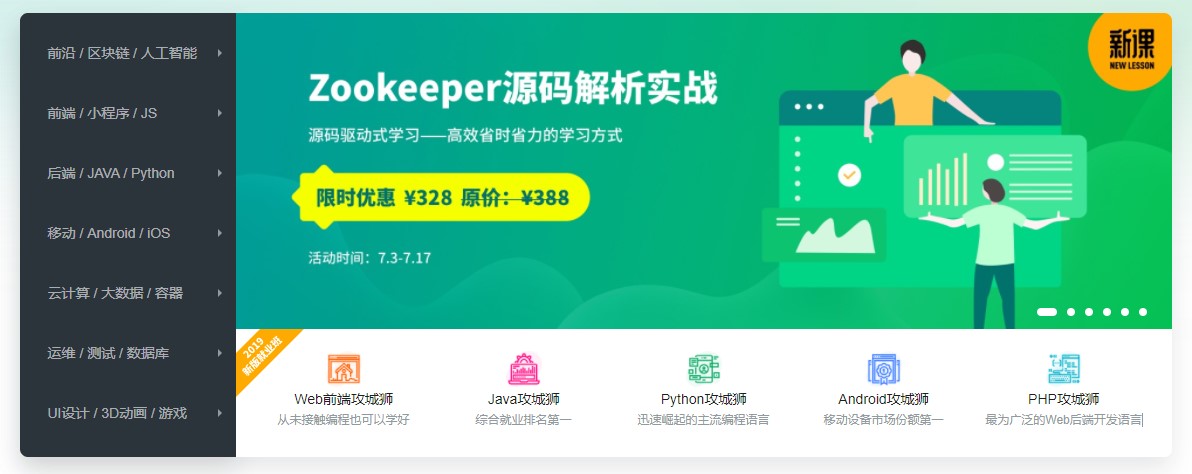 前沿 / 区块链 / 人工智能
前端 / 小程序 / JS
后端 / JAVA / Python
移动 / Android / iOS
云计算 / 大数据 / 容器
运维 / 测试 / 数据库
UI设计 / 3D动画 / 游戏
新课
NEW LESSON
Zookeeper源码解析实战
源码驱动式学习——高效省时省力的学习方式
限时优惠 ¥328 原价：¥388
活动时间：7.3-7.17
2019
新版就业班
Web前端攻城狮
从未接触编程也可以学好
Java攻城狮
综合就业排名第一
Python攻城狮
迅速崛起的主流编程语言
Android攻城狮
移动设备市场份额第一
PHP攻城狮
最为广泛的Web后端开发语言